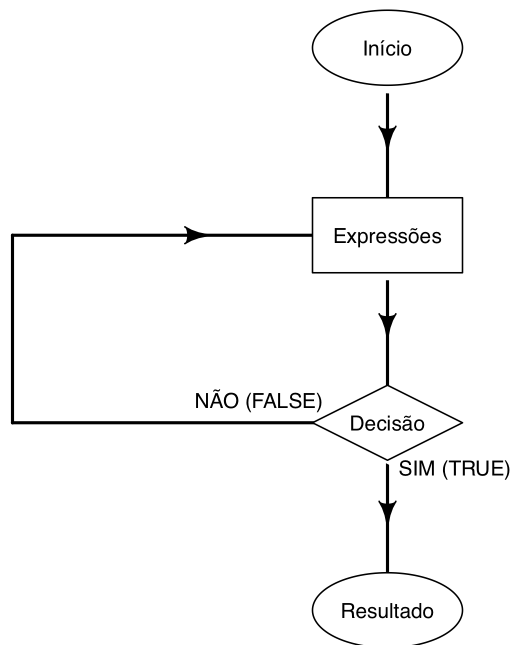 Início
Expressões
NÃO (FALSE)
Decisão
SIM (TRUE)
Resultado